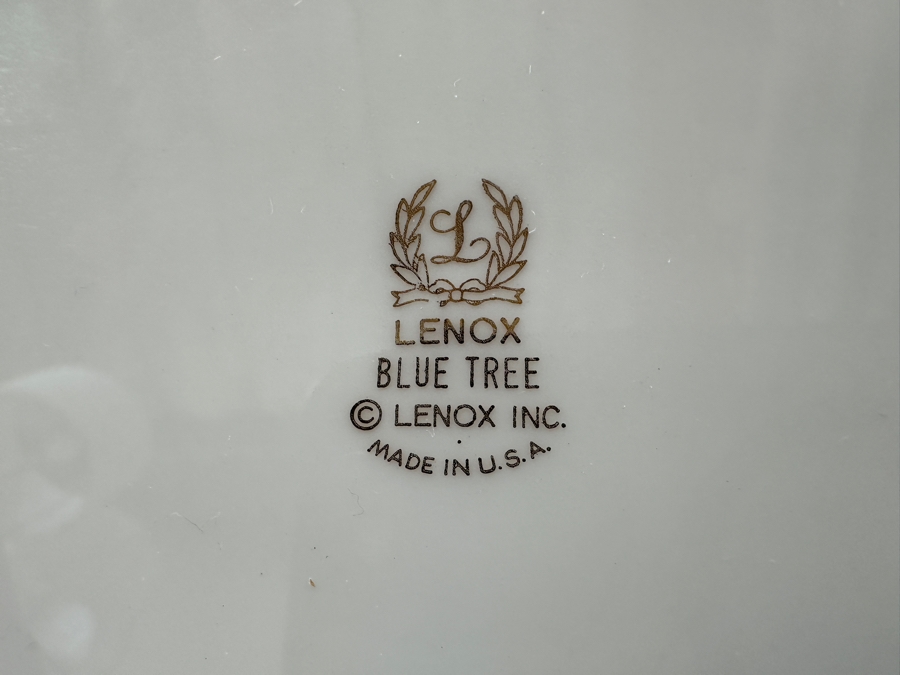 L
LENOX
BLUE TREE
© LENOX INC.
MADE IN U.S.A.